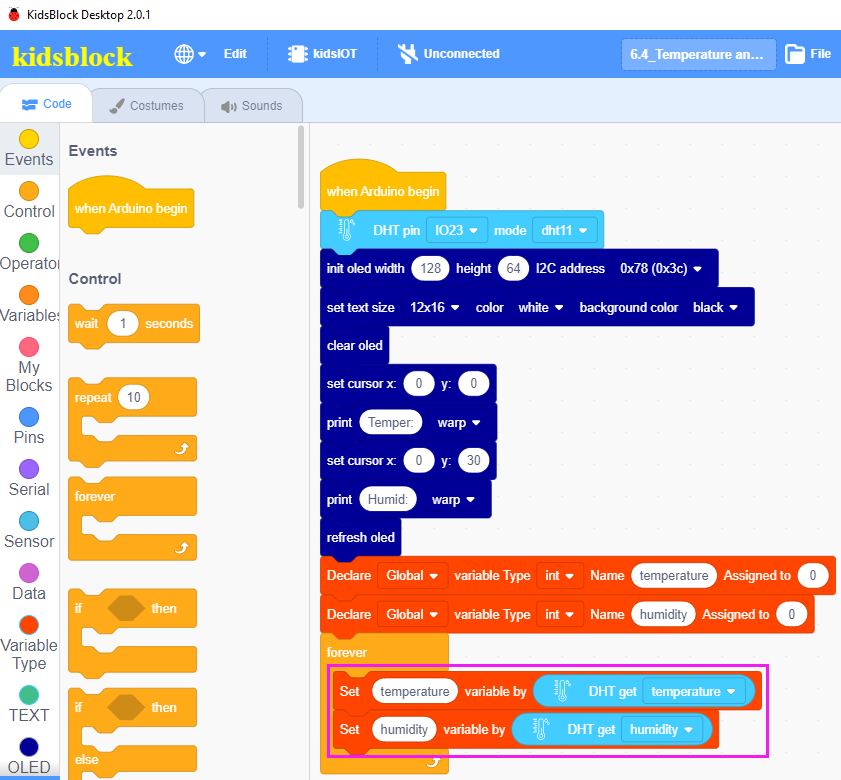 KidsBlock Desktop 2.0.1
kidsblock Edit kidsIOT Unconnected 6.4_Temperature an... File
Code Costumes Sounds
Events
Control
Operator
Variables
My
Blocks
Pins
Serial
Sensor
Data
Variable
Type
TEXT
OLED
Events
when Arduino begin
Control
wait 1 seconds
repeat 10
forever
if then
if then
else
when Arduino begin
DHT pin IO23 mode dht11
init oled width 128 height 64 I2C address 0x78 (0x3c)
set text size 12x16 color white background color black
clear oled
set cursor x: 0 y: 0
print Temper: warp
set cursor x: 0 y: 30
print Humid: warp
refresh oled
Declare Global variable Type int Name temperature Assigned to 0
Declare Global variable Type int Name humidity Assigned to 0
forever
Set temperature variable by DHT get temperature
Set humidity variable by DHT get humidity